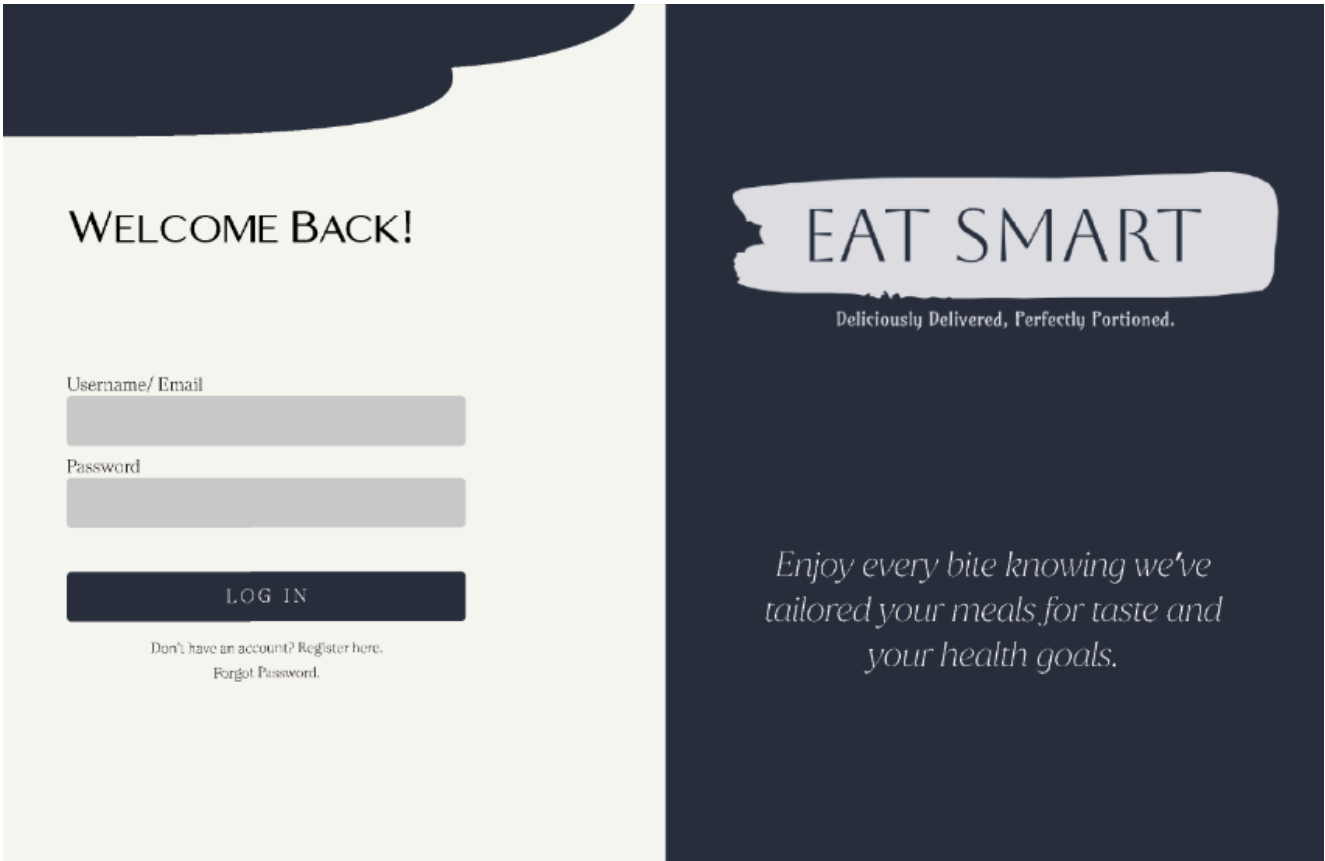 WELCOME BACK!
Username/ Email
Password
LOG IN
Don't have an account? Register here.
Forgot Password.
EAT SMART
Deliciously Delivered, Perfectly Portioned.
Enjoy every bite knowing we've
tailored your meals for taste and
your health goals.